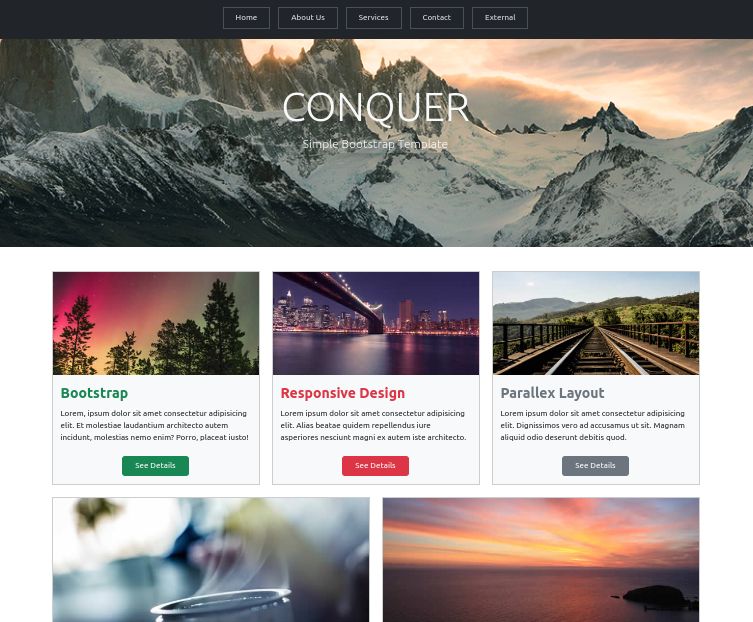 Home
About Us
Services
Contact
External
CONQUER
Simple Bootstrap Template
Bootstrap
Lorem, ipsum dolor sit amet consectetur adipisicing
elit. Et molestiae laudantium architecto autem
incidunt, molestias nemo enim? Porro, placeat iusto!
See Details
Responsive Design
Lorem ipsum dolor sit amet consectetur adipisicing
elit. Alias beatae quidem repellendus iure
asperiores nesciunt magni ex autem iste architecto.
See Details
Parallex Layout
Lorem ipsum dolor sit amet consectetur adipisicing
elit. Dignissimos vero ad accusamus ut sit. Magnam
aliquid odio deserunt debitis quod.
See Details